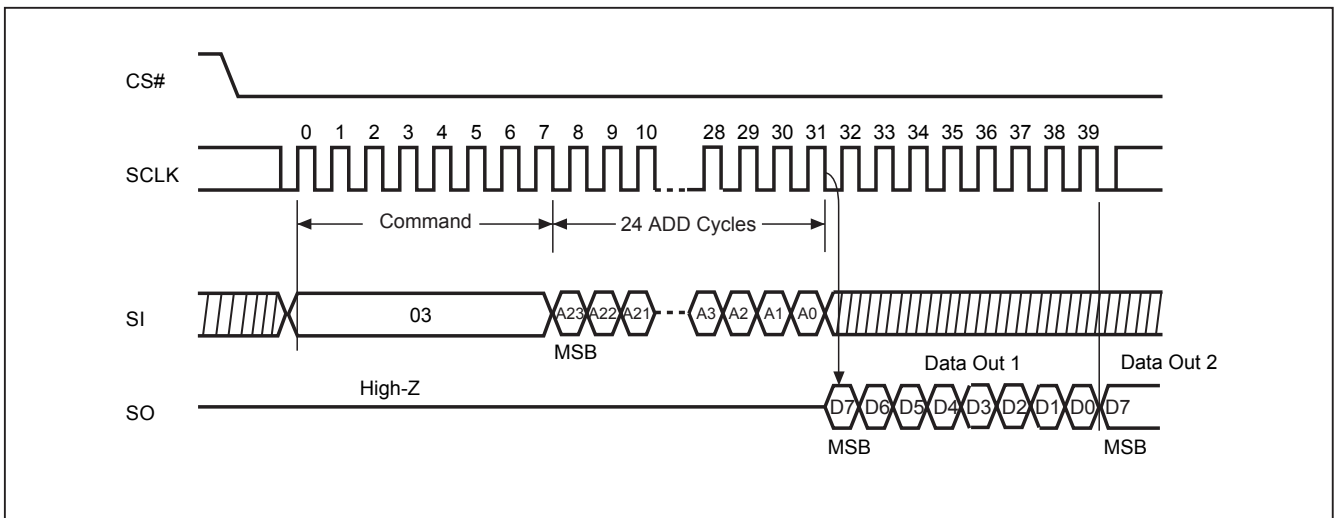 CS#
0 1 2 3 4 5 6 7 8 9 10 28 29 30 31 32 33 34 35 36 37 38 39
SCLK
Command 24 ADD Cycles
SI 03 A23 A22 A21 A3 A2 A1 A0
MSB
Data Out 1 Data Out 2
High-Z
SO D7 D6 D5 D4 D3 D2 D1 D0 D7
MSB MSB